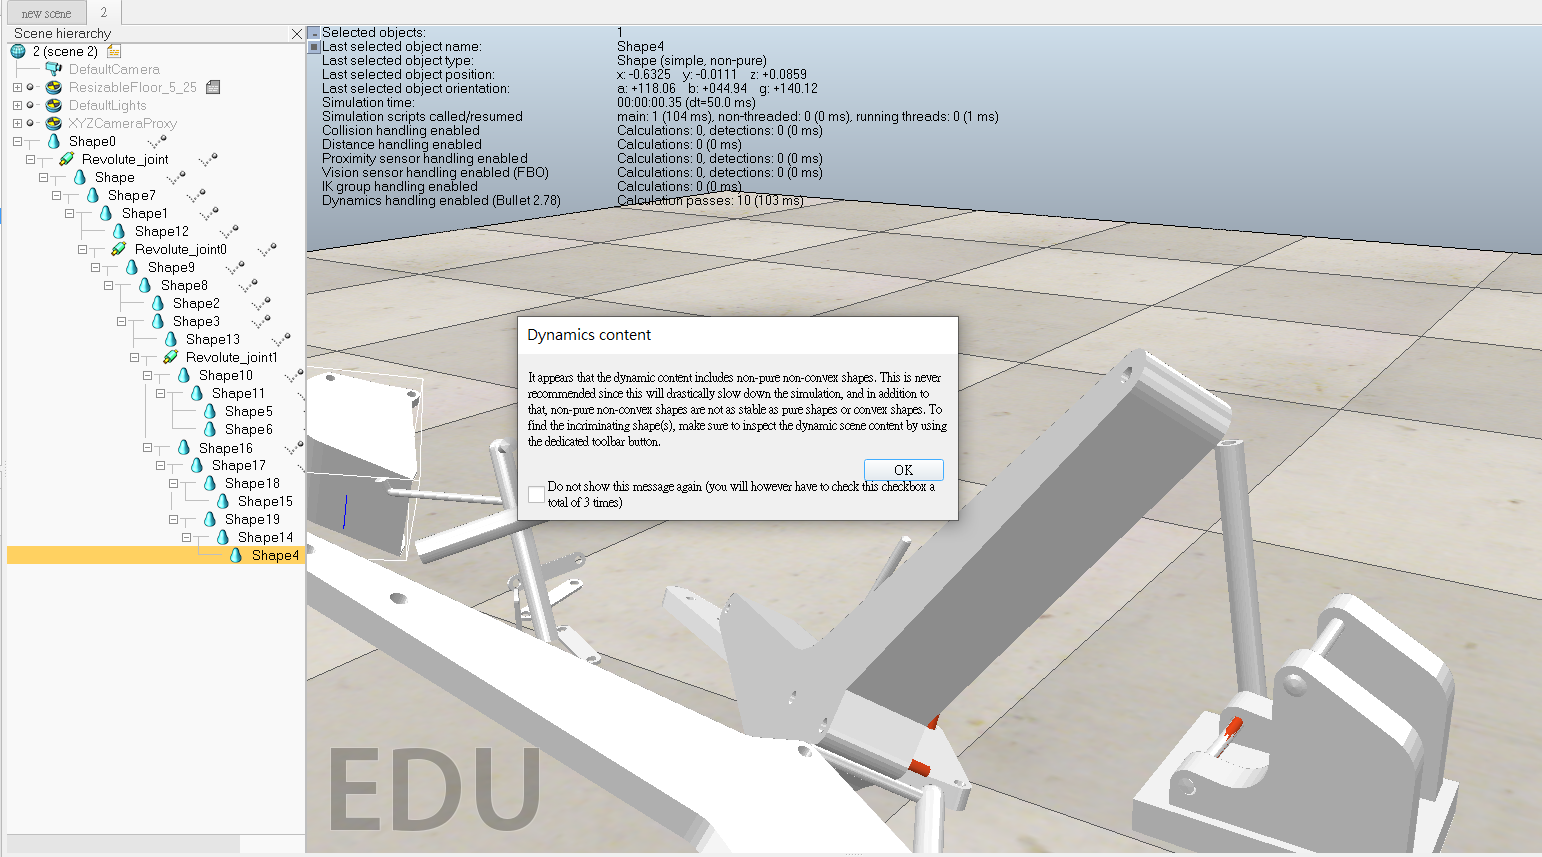 new scene
2
Scene hierarchy
2 (scene 2)
DefaultCamera
ResizableFloor_5_25
DefaultLights
XYZCameraProxy
Shape0
Revolute_joint
Shape
Shape7
Shape1
Shape12
Revolute_joint0
Shape9
Shape8
Shape2
Shape3
Shape13
Revolute_joint1
Shape10
Shape11
Shape5
Shape6
Shape16
Shape17
Shape18
Shape15
Shape19
Shape14
Shape4
Selected objects: 1
Last selected object name: Shape4
Last selected object type: Shape (simple, non-pure)
Last selected object position: x: -0.6325 y: -0.0111 z: +0.0859
Last selected object orientation: a: +118.06 b: +044.94 g: +140.12
Simulation time: 00:00:00.35 (dt=50.0 ms)
Simulation scripts called/resumed main: 1 (104 ms), non-threaded: 0 (0 ms), running threads: 0 (1 ms)
Collision handling enabled Calculations: 0, detections: 0 (0 ms)
Distance handling enabled Calculations: 0 (0 ms)
Proximity sensor handling enabled Calculations: 0, detections: 0 (0 ms)
Vision sensor handling enabled (FBO) Calculations: 0, detections: 0 (0 ms)
IK group handling enabled Calculations: 0 (0 ms)
Dynamics handling enabled (Bullet 2.78) Calculation passes: 10 (103 ms)
Dynamics content
It appears that the dynamic content includes non-pure non-convex shapes. This is never
recommended since this will drastically slow down the simulation, and in addition to
that, non-pure non-convex shapes are not as stable as pure shapes or convex shapes. To
find the incriminating shape(s), make sure to inspect the dynamic scene content by using
the dedicated toolbar button.
OK
Do not show this message again (you will however have to check this checkbox a
total of 3 times)
EDU